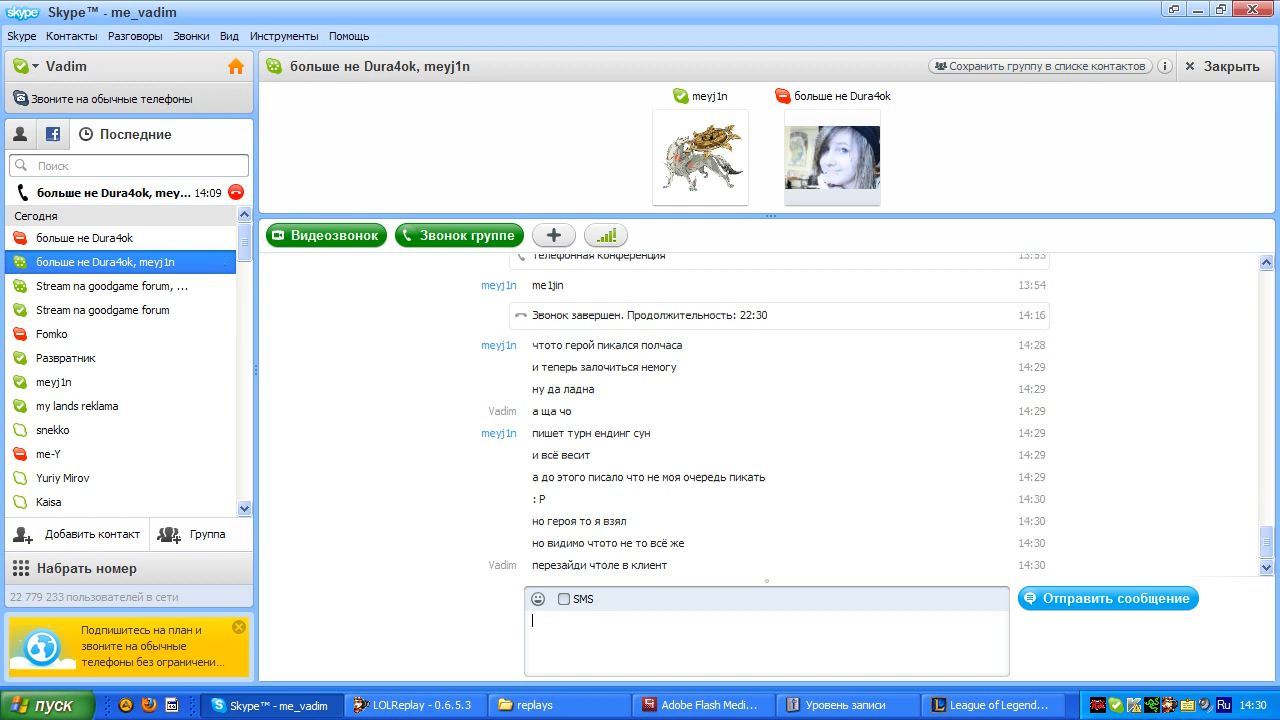 skype Skype™ - me_vadim
Skype Контакты Разговоры Звонки Вид Инструменты Помощь
Vadim
Звоните на обычные телефоны
Последние
Поиск
больше не Dura4ok, mey... 14:09
Сегодня
больше не Dura4ok
больше не Dura4ok, meyj1n
Stream na goodgame forum, ...
Stream na goodgame forum
Fomko
Развратник
meyj1n
my lands reklama
snekko
me-Y
Yuriy Mirov
Kaisa
Добавить контакт Группа
Набрать номер
22 779 233 пользователей в сети
Подпишитесь на план и
звоните на обычные
телефоны без ограничени...
больше не Dura4ok, meyj1n
Сохранить группу в списке контактов
Закрыть
meyj1n
больше не Dura4ok
Видеозвонок Звонок группе
Телефонная конференция 13:53
meyj1n me1jin 13:54
Звонок завершен. Продолжительность: 22:30 14:16
meyj1n чтото герой пикался полчаса 14:28
и теперь залочиться немогу 14:29
ну да ладна 14:29
Vadim а ща чо 14:29
meyj1n пишет турн ендинг сун 14:29
и всё весит 14:29
а до этого писало что не моя очередь пикать 14:29
: P 14:30
но героя то я взял 14:30
но видимо чтото не то всё же 14:30
Vadim перезайди чтоле в клиент 14:30
SMS
Отправить сообщение
пуск
Skype™ - me_vadim
LOLReplay - 0.6.5.3
replays
Adobe Flash Medi...
Уровень записи
League of Legend...
Ru 14:30